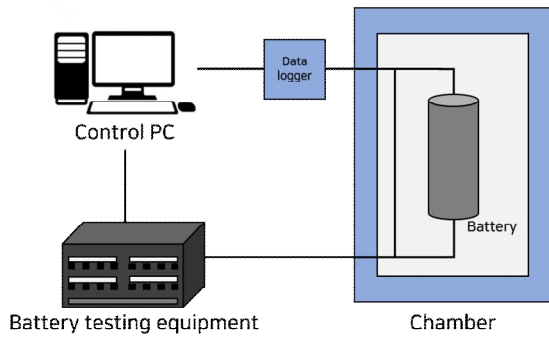 Data
logger
Control PC
Battery
Battery testing equipment
Chamber